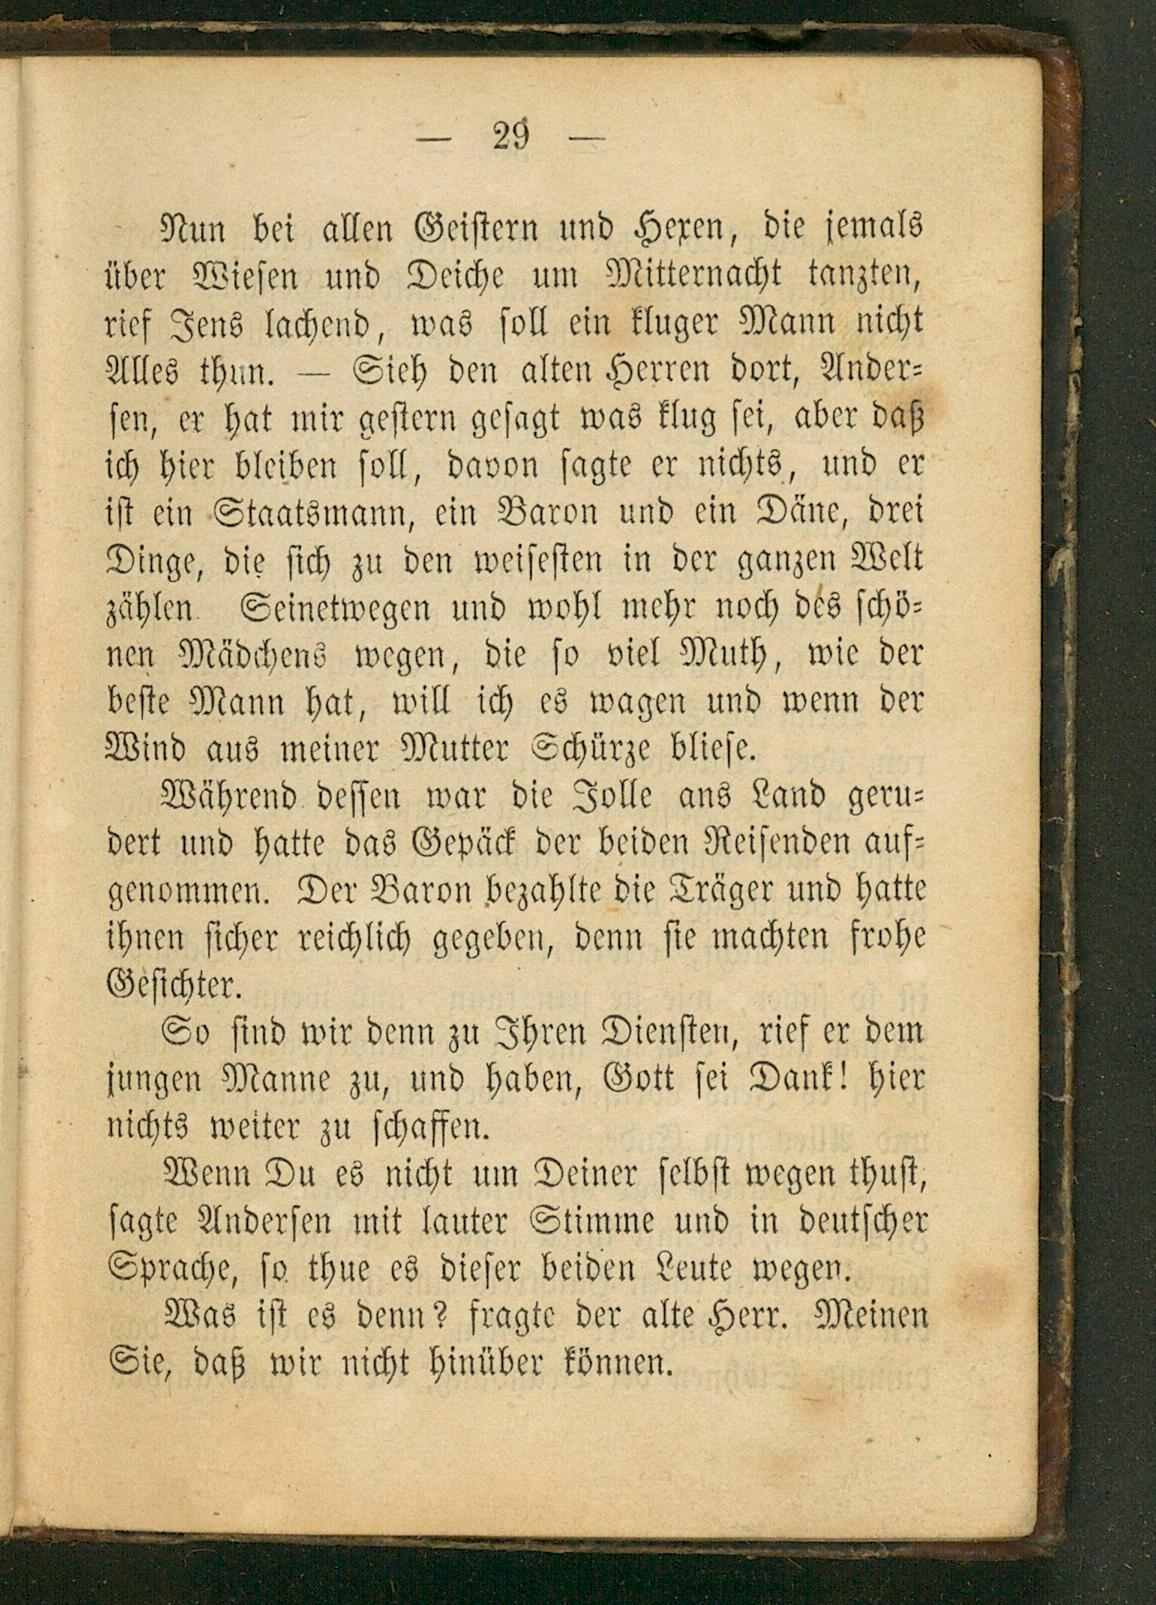 — 29 —
Nun bei allen Geistern und Hexen, die jemals
über Wiesen und Deiche um Mitternacht tanzten,
rief Jens lachend, was soll ein kluger Mann nicht
Alles thun. — Sieh den alten Herren dort, Ander-
sen, er hat mir gestern gesagt was klug sei, aber daß
ich hier bleiben soll, davon sagte er nichts, und er
ist ein Staatsmann, ein Baron und ein Däne, drei
Dinge, die sich zu den weisesten in der ganzen Welt
zählen. Seinetwegen und wohl mehr noch des schö-
nen Mädchens wegen, die so viel Muth, wie der
beste Mann hat, will ich es wagen und wenn der
Wind aus meiner Mutter Schürze bliese.
Während dessen war die Jolle ans Land geru-
dert und hatte das Gepäck der beiden Reisenden auf-
genommen. Der Baron bezahlte die Träger und hatte
ihnen sicher reichlich gegeben, denn sie machten frohe
Gesichter.
So sind wir denn zu Ihren Diensten, rief er dem
jungen Manne zu, und haben, Gott sei Dank! hier
nichts weiter zu schaffen.
Wenn Du es nicht um Deiner selbst wegen thust,
sagte Andersen mit lauter Stimme und in deutscher
Sprache, so thue es dieser beiden Leute wegen.
Was ist es denn? fragte der alte Herr. Meinen
Sie, daß wir nicht hinüber können.